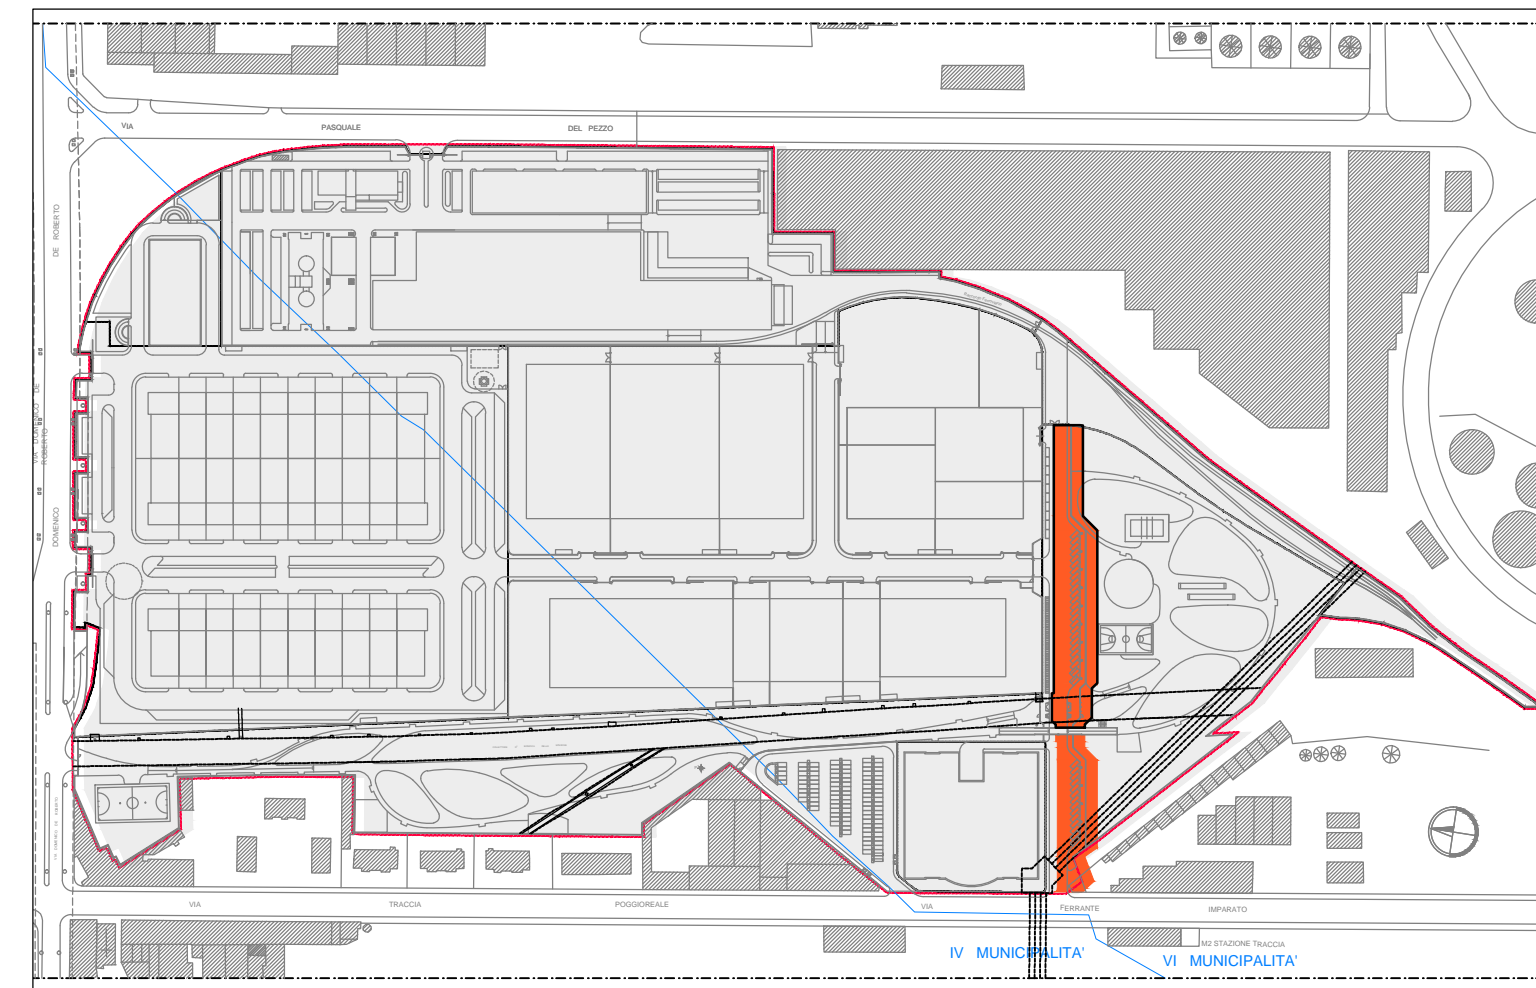 VIA PASQUALE DEL PEZZO
DE ROBERTO
VIA DOMENICO DE
ROBERTO
DOMENICO
VIA TRACCIA POGGIOREALE VIA FERRANTE IMPARATO
M2 STAZIONE TRACCIA
IV MUNICIPALITA'
VI MUNICIPALITA'